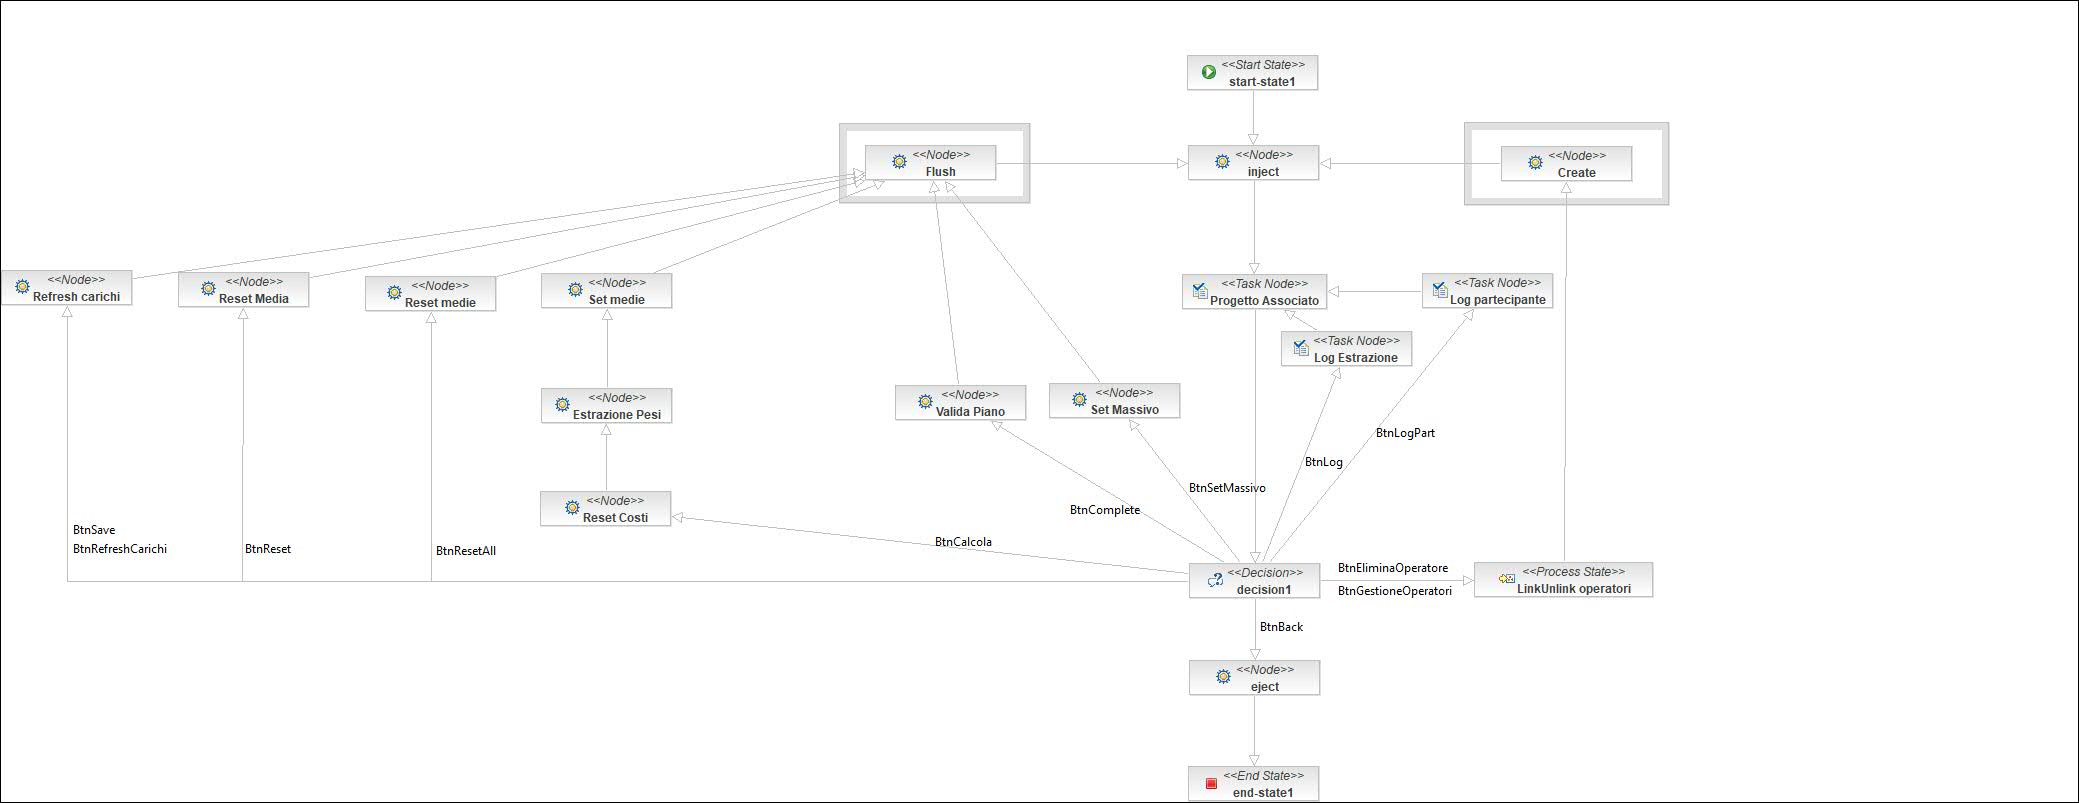 <<Start State>>
start-state1
<<Node>>
Flush
<<Node>>
inject
<<Node>>
Create
<<Node>>
Refresh carichi
<<Node>>
Reset Media
<<Node>>
Reset medie
<<Node>>
Set medie
<<Task Node>>
Progetto Associato
<<Task Node>>
Log partecipante
<<Task Node>>
Log Estrazione
<<Node>>
Estrazione Pesi
<<Node>>
Valida Piano
<<Node>>
Set Massivo
BtnLogPart
BtnLog
BtnSetMassivo
<<Node>>
Reset Costi
BtnComplete
BtnSave
BtnRefreshCarichi
BtnReset
BtnResetAll
BtnCalcola
<<Decision>>
decision1
BtnEliminaOperatore
BtnGestioneOperatori
<<Process State>>
LinkUnlink operatori
BtnBack
<<Node>>
eject
<<End State>>
end-state1